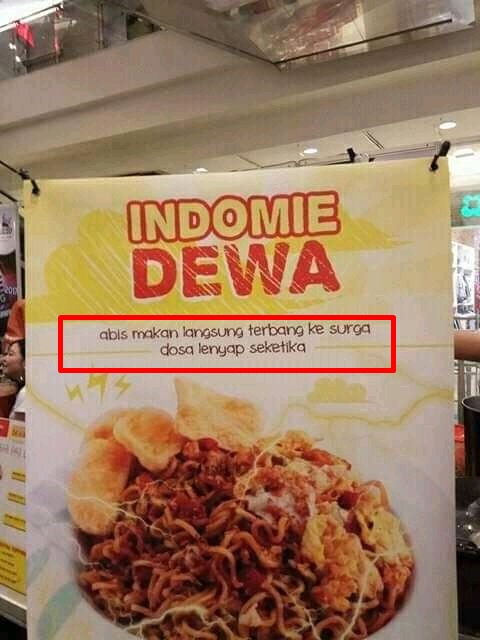 INDOMIE
DEWA
abis makan langsung terbang ke surga
dosa lenyap seketika